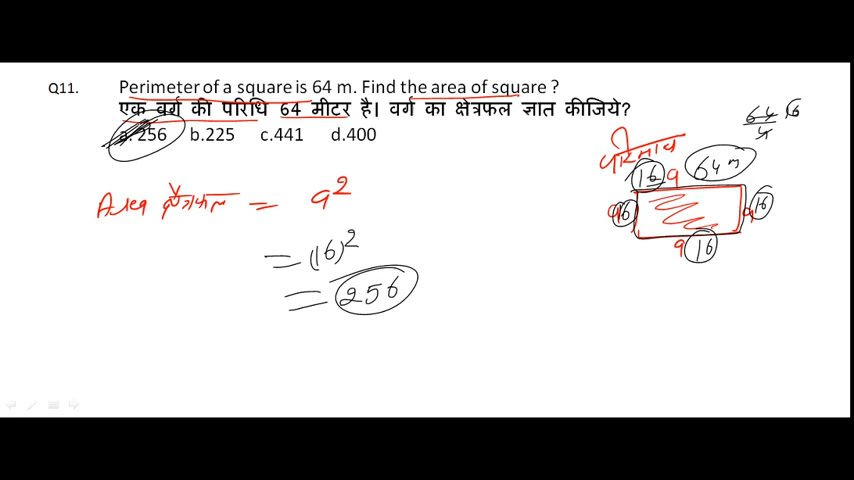 Q11. Perimeter of a square is 64 m. Find the area of square ?
एक वर्ग की परिधि 64 मीटर है। वर्ग का क्षेत्रफल ज्ञात कीजिये?
a. 256 b.225 c.441 d.400
64 16
4
परिमाप
16 a 64 m
Area क्षेत्रफल = a2
a 16 a 16
= (16)2
a 16
= 256